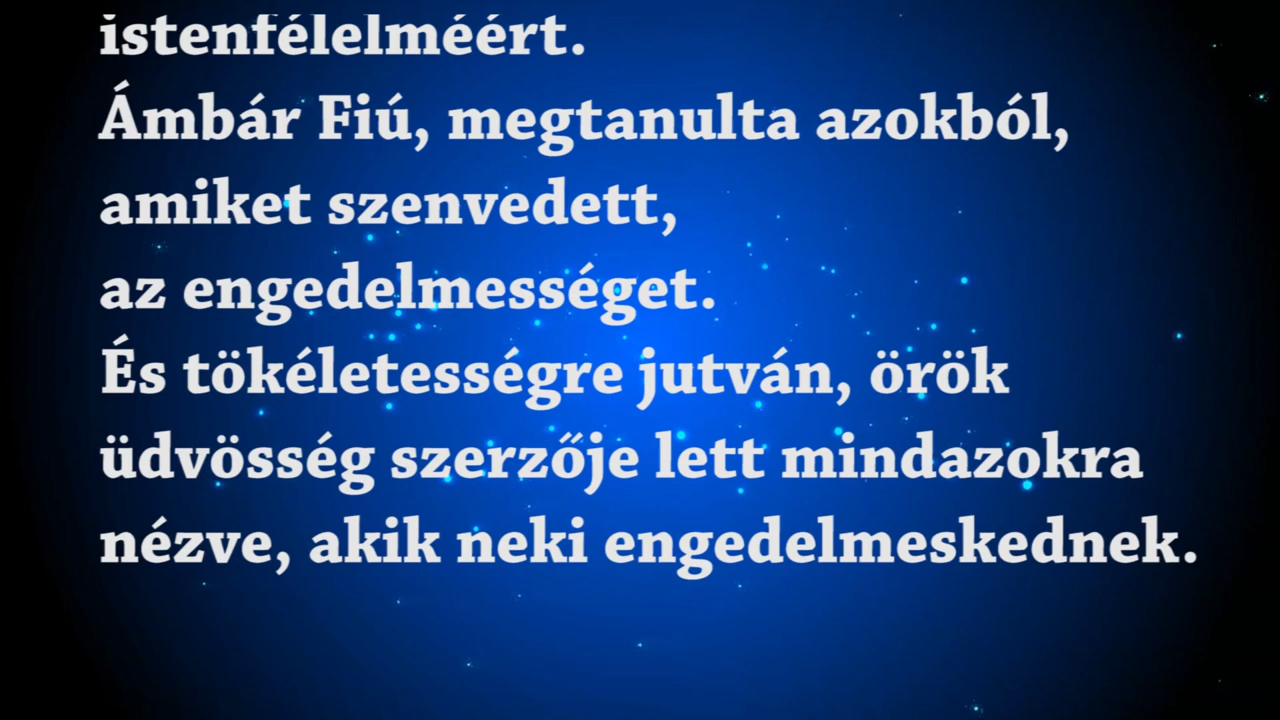 istenfélelméért.
Ámbár Fiú, megtanulta azokból,
amiket szenvedett,
az engedelmességet.
És tökéletességre jutván, örök
üdvösség szerzője lett mindazokra
nézve, akik neki engedelmeskednek.